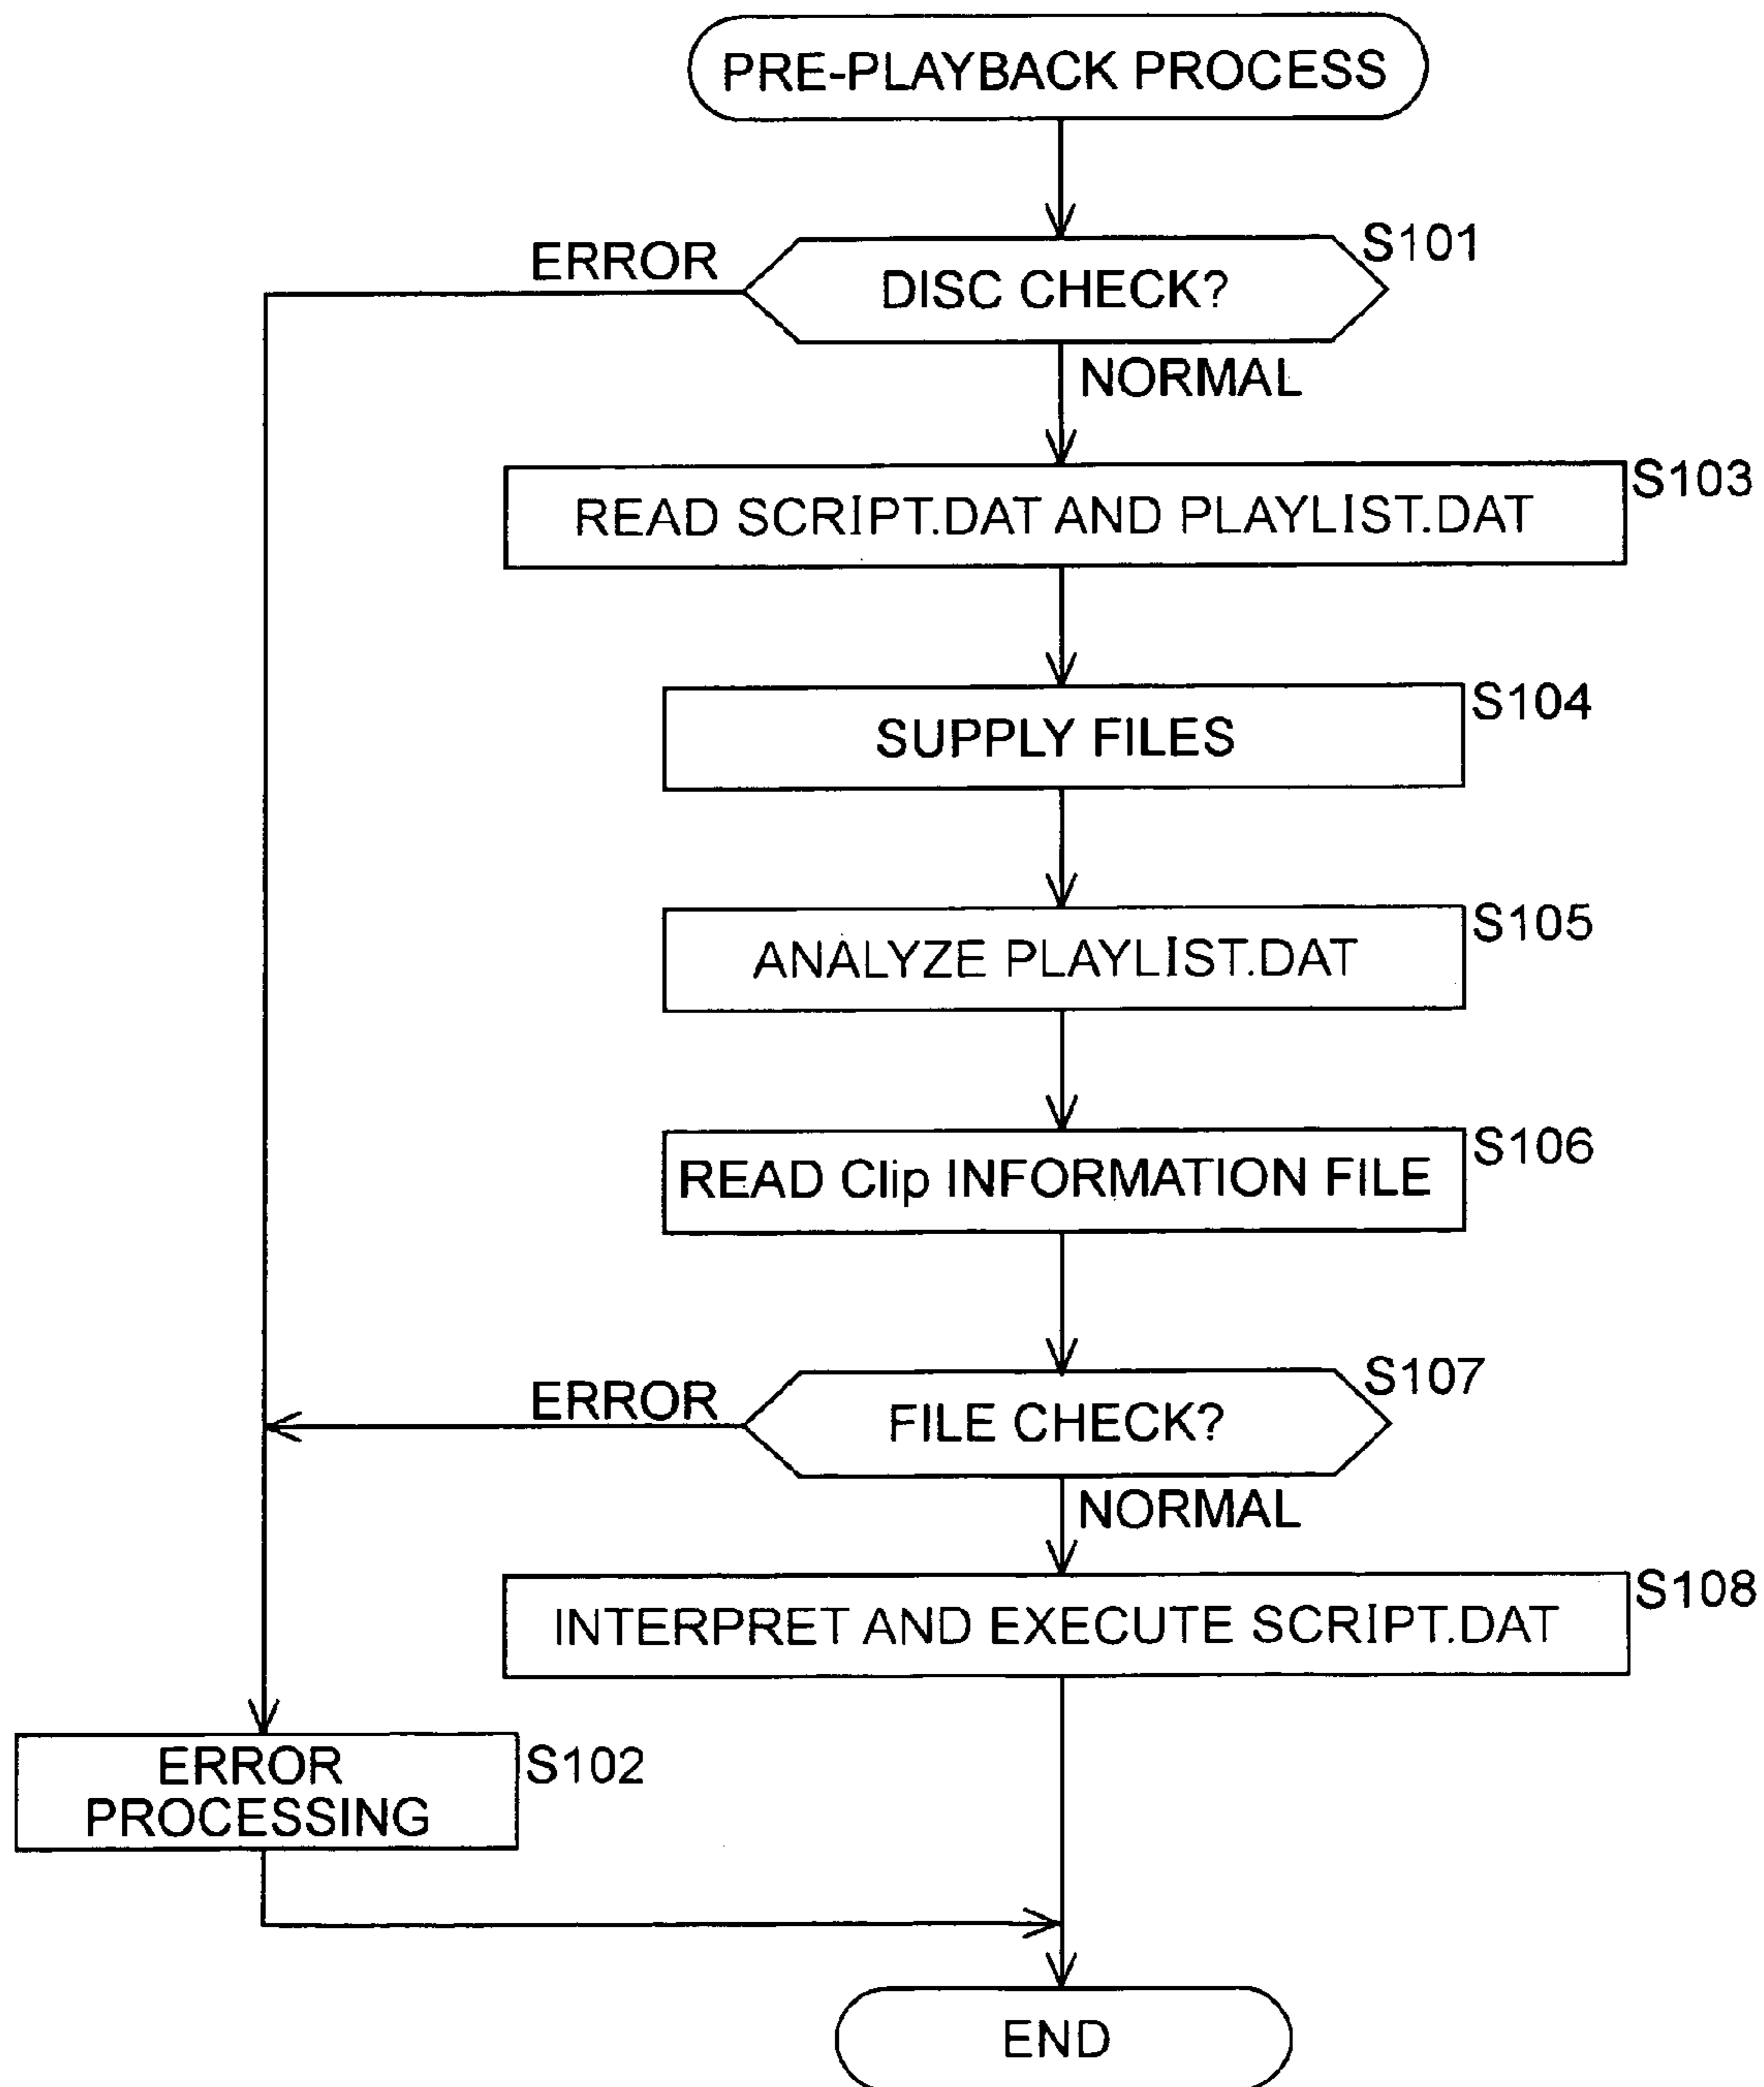 PRE-PLAYBACK PROCESS
S101
ERROR
DISC CHECK?
NORMAL
S103
READ SCRIPT.DAT AND PLAYLIST.DAT
S104
SUPPLY FILES
S105
ANALYZE PLAYLIST.DAT
S106
READ Clip INFORMATION FILE
S107
ERROR
FILE CHECK?
NORMAL
S108
INTERPRET AND EXECUTE SCRIPT.DAT
ERROR
PROCESSING
S102
END